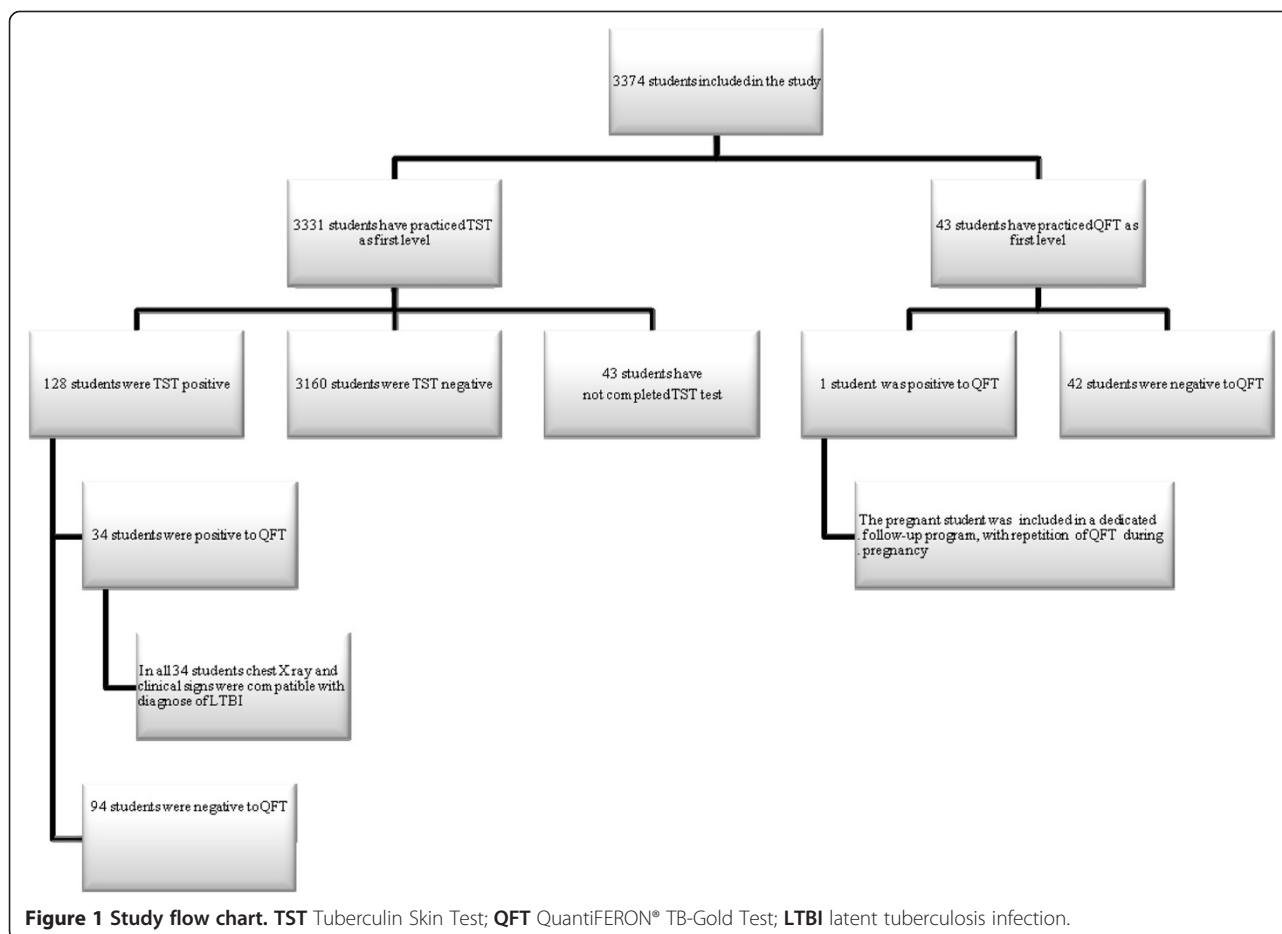 3374 students included in the study
3331 students have practiced TST
as first level
43 students have practiced QFT as
first level
128 students were TST positive
3160 students were TST negative
43 students have
not completed TST test
1 student was positive to QFT
42 students were negative to QFT
34 students were positive to QFT
The pregnant student was included in a dedicated
. follow-up program, with repetition of QFT during
. pregnancy
In all 34 students chest X ray and
clinical signs were compatible with
diagnose of LTBI
94 students were negative to QFT
Figure 1 Study flow chart. TST Tuberculin Skin Test; QFT QuantiFERON® TB-Gold Test; LTBI latent tuberculosis infection.